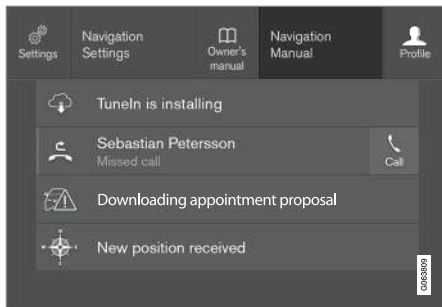 Settings
Navigation
Settings
Owner's
manual
Navigation
Manual
Profile
TuneIn is installing
Sebastian Petersson
Missed call
Call
Downloading appointment proposal
New position received
G063809